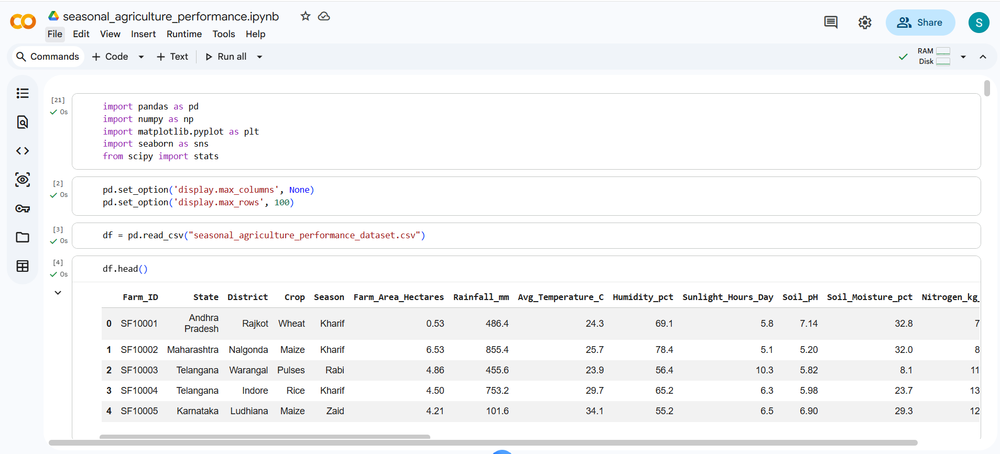 seasonal_agriculture_performance.ipynb
File Edit View Insert Runtime Tools Help
Share
S
Commands + Code + Text Run all
RAM
Disk
[21]
0s
import pandas as pd
import numpy as np
import matplotlib.pyplot as plt
import seaborn as sns
from scipy import stats
[2]
0s
pd.set_option('display.max_columns', None)
pd.set_option('display.max_rows', 100)
[3]
0s
df = pd.read_csv("seasonal_agriculture_performance_dataset.csv")
[4]
0s
df.head()
Farm_ID State District Crop Season Farm_Area_Hectares Rainfall_mm Avg_Temperature_C Humidity_pct Sunlight_Hours_Day Soil_pH Soil_Moisture_pct Nitrogen_kg_
0 SF10001 Andhra Pradesh Rajkot Wheat Kharif 0.53 486.4 24.3 69.1 5.8 7.14 32.8 7
1 SF10002 Maharashtra Nalgonda Maize Kharif 6.53 855.4 25.7 78.4 5.1 5.20 32.0 8
2 SF10003 Telangana Warangal Pulses Rabi 4.86 455.6 23.9 56.4 10.3 5.82 8.1 11
3 SF10004 Telangana Indore Rice Kharif 4.50 753.2 29.7 65.2 6.3 5.98 23.7 13
4 SF10005 Karnataka Ludhiana Maize Zaid 4.21 101.6 34.1 55.2 6.5 6.90 29.3 12